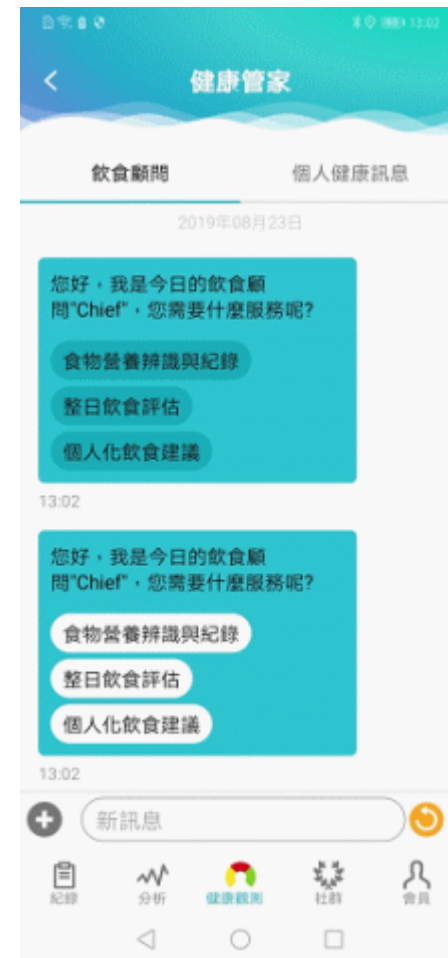 13:02
健康管家
飲食顧問 個人健康訊息
2019年08月23日
您好，我是今日的飲食顧
問"Chief"，您需要什麼服務呢?
食物營養辨識與紀錄
整日飲食評估
個人化飲食建議
13:02
您好，我是今日的飲食顧
問"Chief"，您需要什麼服務呢?
食物營養辨識與紀錄
整日飲食評估
個人化飲食建議
13:02
新訊息
紀錄 分析 健康觀測 社群 會員